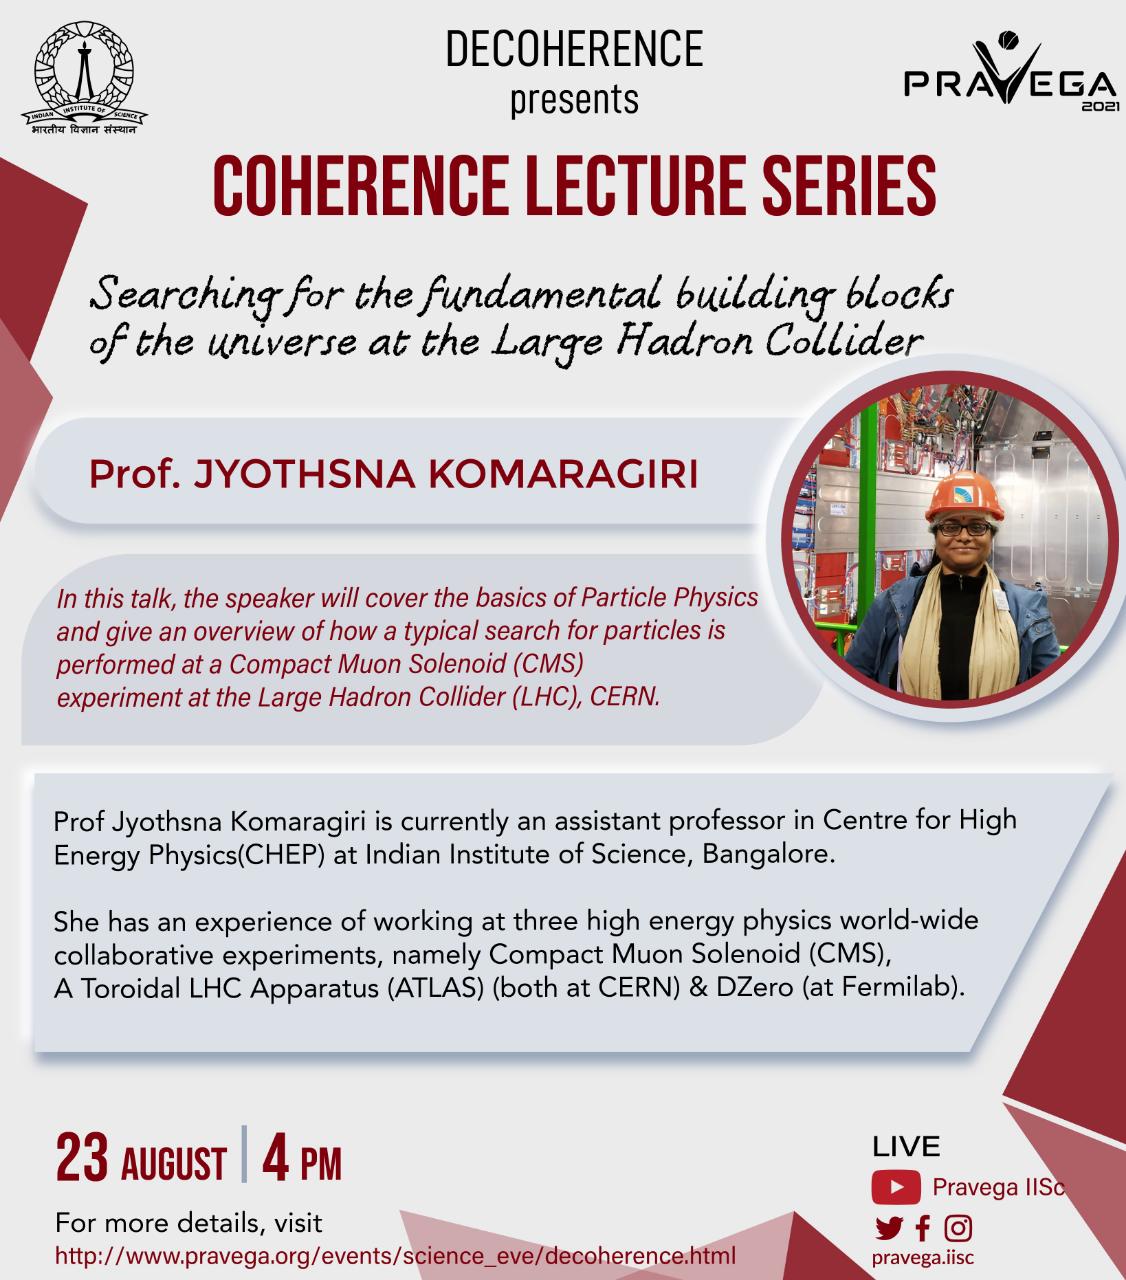 INDIAN INSTITUTE OF SCIENCE
भारतीय विज्ञान संस्थान
DECOHERENCE
presents
PRAVEGA
2021
COHERENCE LECTURE SERIES
Searching for the fundamental building blocks
of the universe at the Large Hadron Collider
Prof. JYOTHSNA KOMARAGIRI
In this talk, the speaker will cover the basics of Particle Physics
and give an overview of how a typical search for particles is
performed at a Compact Muon Solenoid (CMS)
experiment at the Large Hadron Collider (LHC), CERN.
Prof Jyothsna Komaragiri is currently an assistant professor in Centre for High
Energy Physics(CHEP) at Indian Institute of Science, Bangalore.
She has an experience of working at three high energy physics world-wide
collaborative experiments, namely Compact Muon Solenoid (CMS),
A Toroidal LHC Apparatus (ATLAS) (both at CERN) & DZero (at Fermilab).
23 AUGUST | 4 PM
For more details, visit
http://www.pravega.org/events/science_eve/decoherence.html
LIVE
Pravega IISc
pravega.iisc